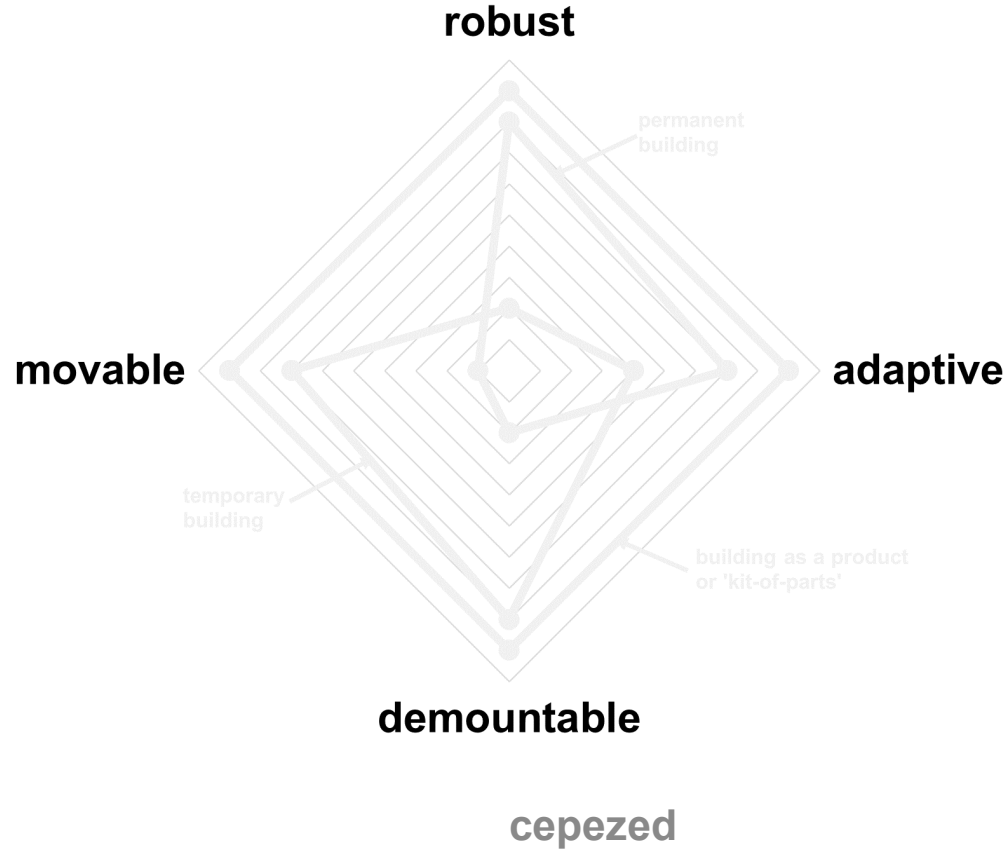 robust
permanent
building
movable
adaptive
temporary
building
building as a product
or 'kit-of-parts'
demountable
cepezed